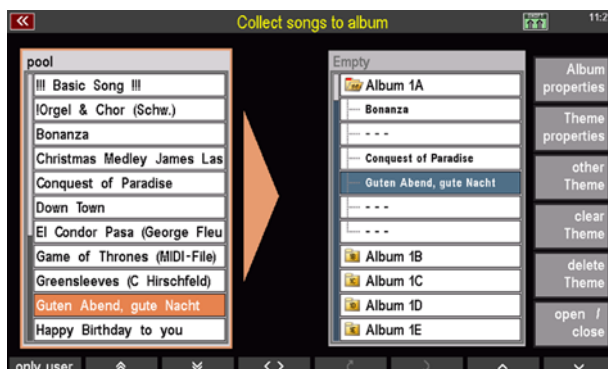 Collect songs to album
11:2
pool
!!! Basic Song !!!
!Orgel & Chor (Schw.)
Bonanza
Christmas Medley James Las
Conquest of Paradise
Down Town
El Condor Pasa (George Fleu
Game of Thrones (MIDI-File)
Greensleeves (C Hirschfeld)
Guten Abend, gute Nacht
Happy Birthday to you
Empty
Album 1A
Bonanza
- - -
Conquest of Paradise
Guten Abend, gute Nacht
- - -
- - -
Album 1B
Album 1C
Album 1D
Album 1E
Album
properties
Theme
properties
other
Theme
clear
Theme
delete
Theme
open /
close
only user